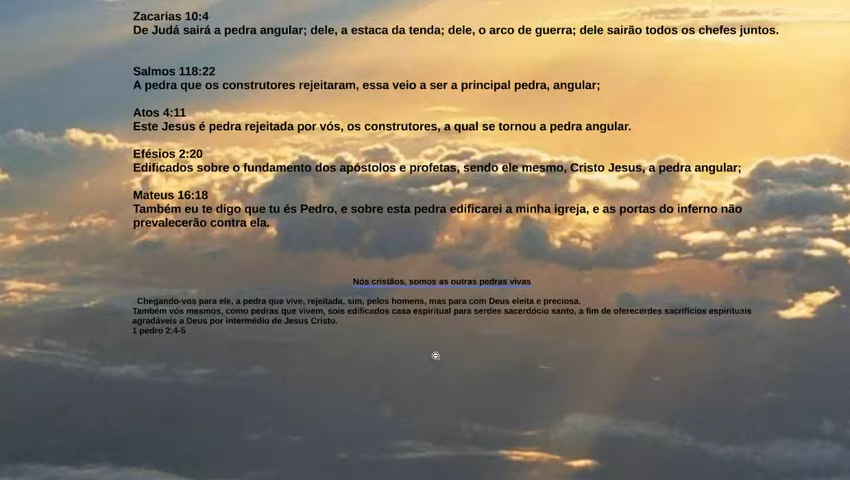 Zacarias 10:4
De Judá sairá a pedra angular; dele, a estaca da tenda; dele, o arco de guerra; dele sairão todos os chefes juntos.
Salmos 118:22
A pedra que os construtores rejeitaram, essa veio a ser a principal pedra, angular;
Atos 4:11
Este Jesus é pedra rejeitada por vós, os construtores, a qual se tornou a pedra angular.
Efésios 2:20
Edificados sobre o fundamento dos apóstolos e profetas, sendo ele mesmo, Cristo Jesus, a pedra angular;
Mateus 16:18
Também eu te digo que tu és Pedro, e sobre esta pedra edificarei a minha igreja, e as portas do inferno não
prevalecerão contra ela.
Nós cristãos, somos as outras pedras vivas
Chegando-vos para ele, a pedra que vive, rejeitada, sim, pelos homens, mas para com Deus eleita e preciosa.
Também vós mesmos, como pedras que vivem, sois edificados casa espiritual para serdes sacerdócio santo, a fim de oferecerdes sacrifícios espirituais
agradáveis a Deus por intermédio de Jesus Cristo.
1 pedro 2:4-5